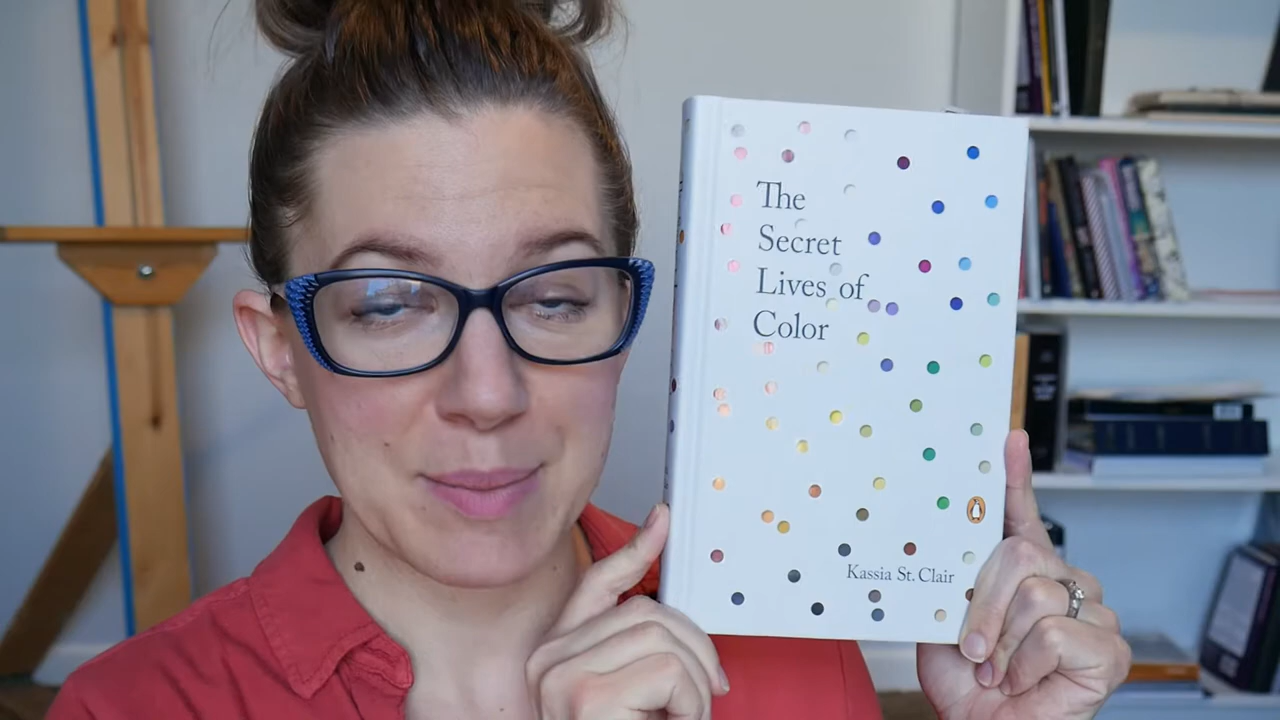 The
Secret
Lives of
Color
Kassia St. Clair